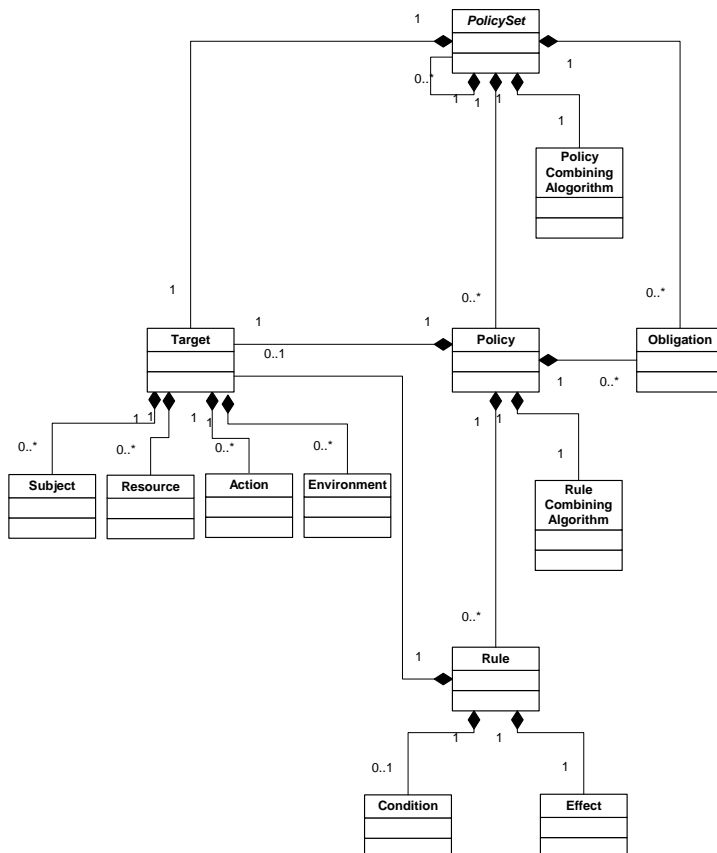 1
PolicySet
1
0..*
1
1
1
1
1
Policy
Combining
Alogorithm
1
0..*
0..*
1
1
Target
Policy
Obligation
0..1
1
0..*
1
1
1
1
1
1
0..*
0..*
0..*
0..*
1
Subject
Resource
Action
Environment
Rule
Combining
Algorithm
0..*
1
Rule
1
1
0..1
1
Condition
Effect